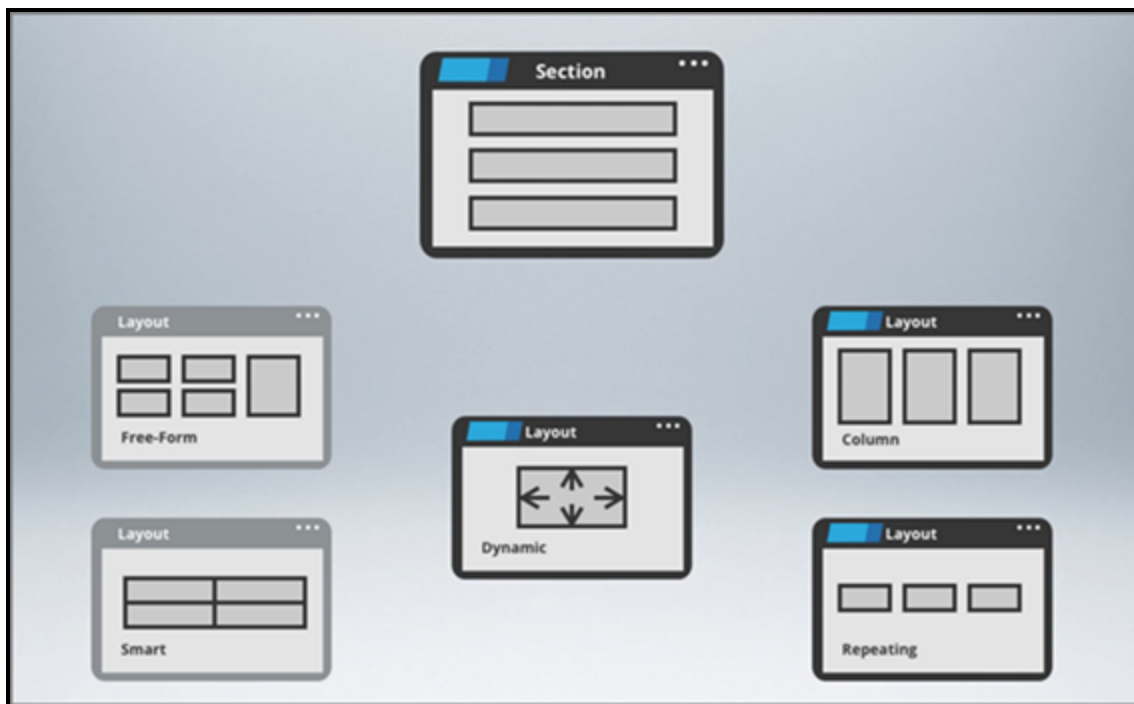 Section
Layout
Free-Form
Layout
Column
Layout
Dynamic
Layout
Smart
Layout
Repeating